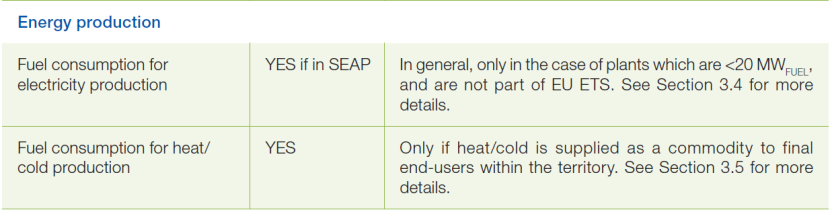 Energy production
Fuel consumption for
electricity production
YES if in SEAP
In general, only in the case of plants which are <20 MWFUEL,
and are not part of EU ETS. See Section 3.4 for more
details.
Fuel consumption for heat/
cold production
YES
Only if heat/cold is supplied as a commodity to final
end-users within the territory. See Section 3.5 for more
details.